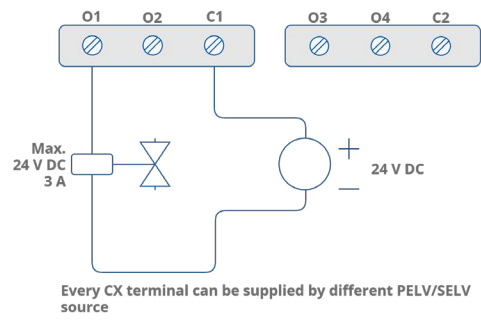 O1 O2 C1 O3 O4 C2
Max.
24 V DC
3 A
24 V DC
Every CX terminal can be supplied by different PELV/SELV
source